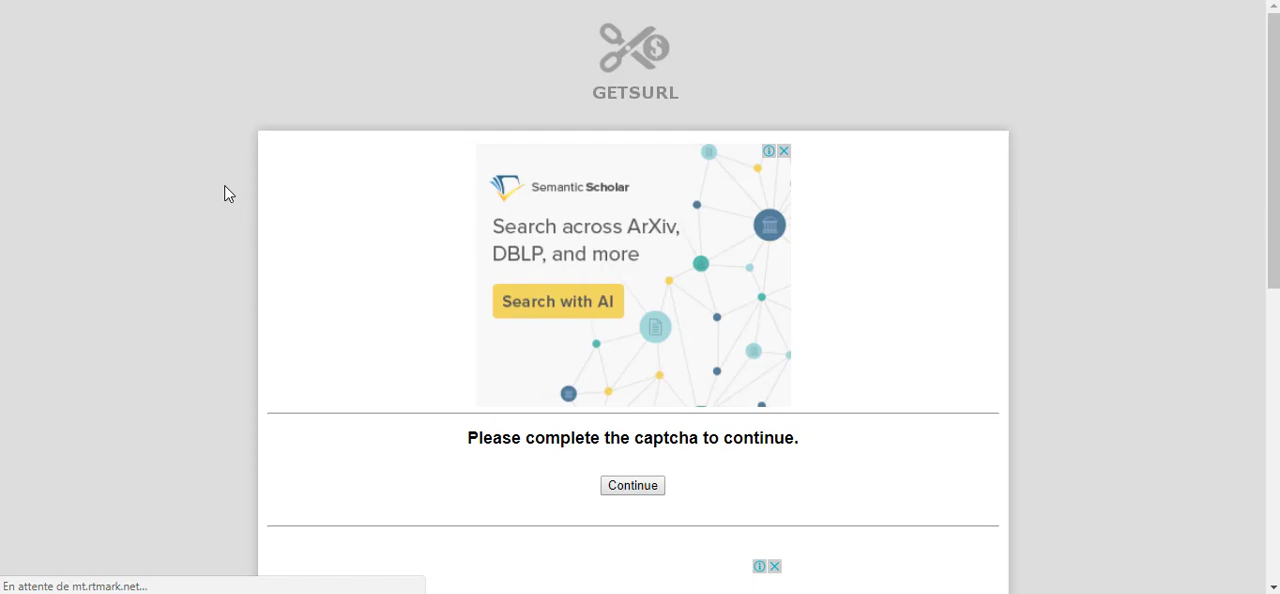 GETSURL
Semantic Scholar
Search across ArXiv,
DBLP, and more
Search with AI
Please complete the captcha to continue.
Continue
En attente de mt.rtmark.net...